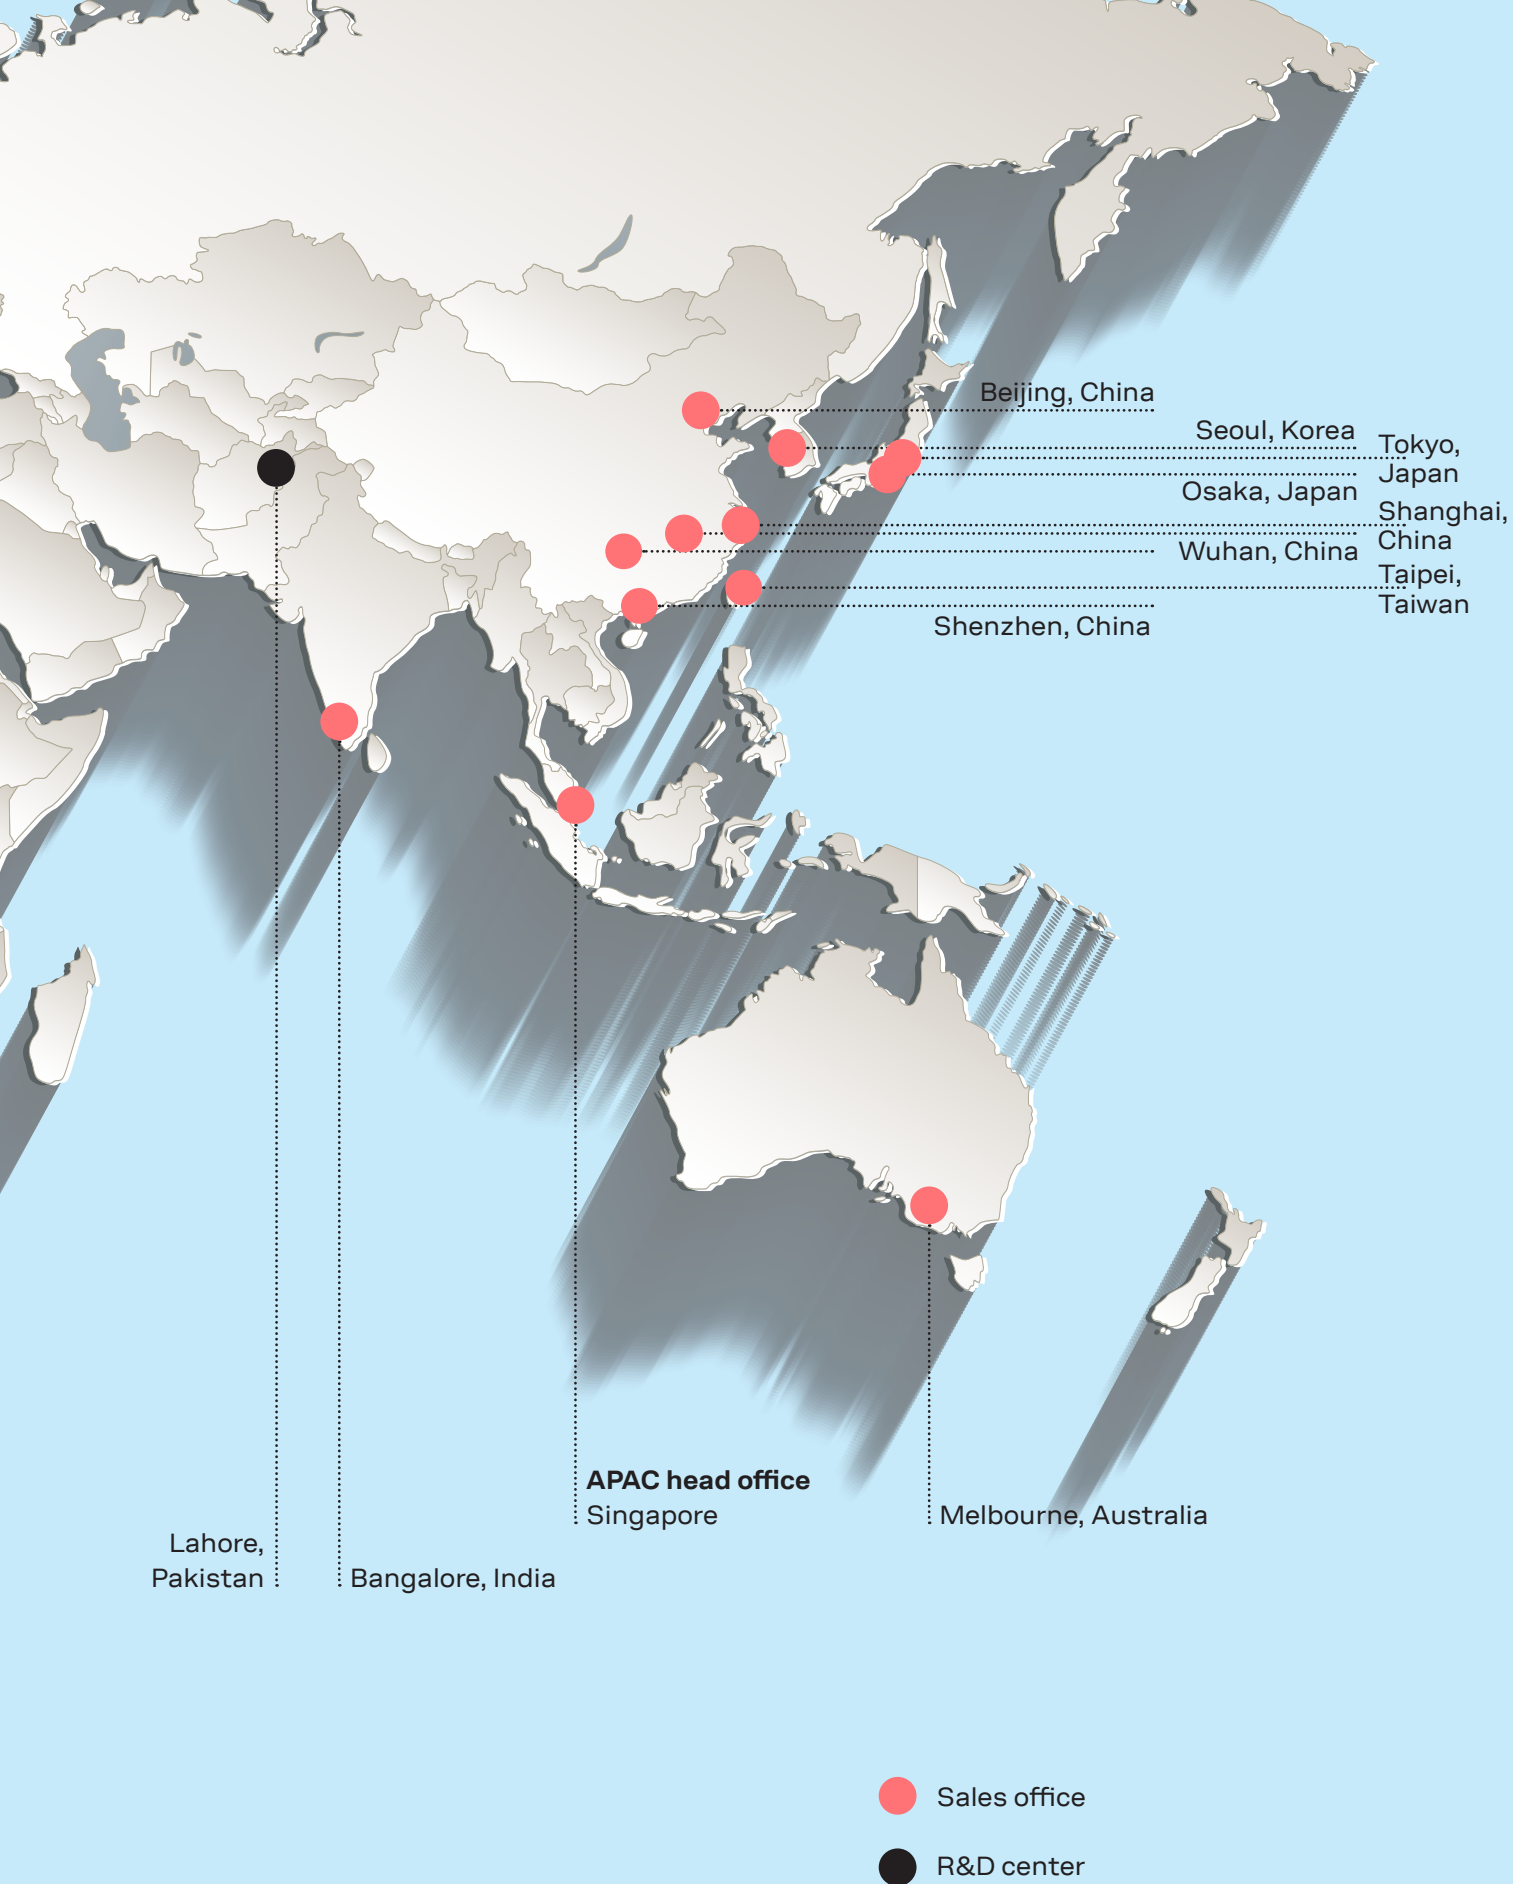 Beijing, China
Seoul, Korea
Tokyo,
Japan
Osaka, Japan
Shanghai,
China
Wuhan, China
Taipei,
Taiwan
Shenzhen, China
APAC head office
Singapore
Melbourne, Australia
Lahore,
Pakistan
Bangalore, India
Sales office
R&D center